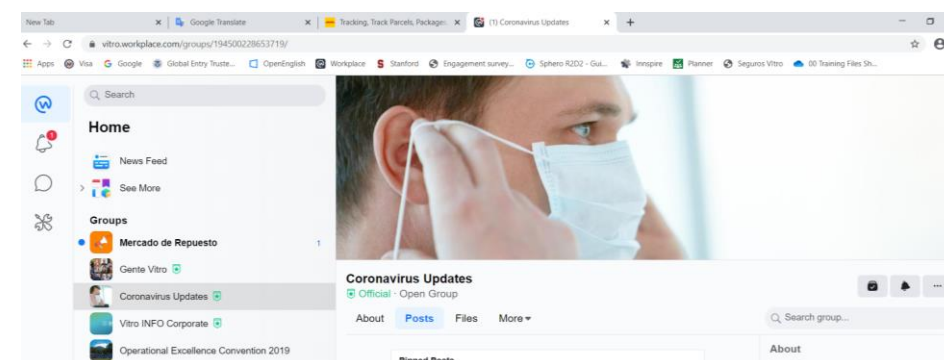 New Tab
Google Translate
Tracking, Track Parcels, Packages
(1) Coronavirus Updates
vitro.workplace.com/groups/194500228653719/
Apps Visa Google Global Entry Truste... OpenEnglish Workplace Stanford Engagement survey... Sphero R2D2 - Gui... Innspire Planner Seguros Vitro 00 Training Files Sh...
Search
Home
News Feed
See More
Groups
Mercado de Repuesto 1
Gente Vitro
Coronavirus Updates
Vitro INFO Corporate
Operational Excellence Convention 2019
Coronavirus Updates
Official · Open Group
About Posts Files More
Search group...
Pinned Posts
About